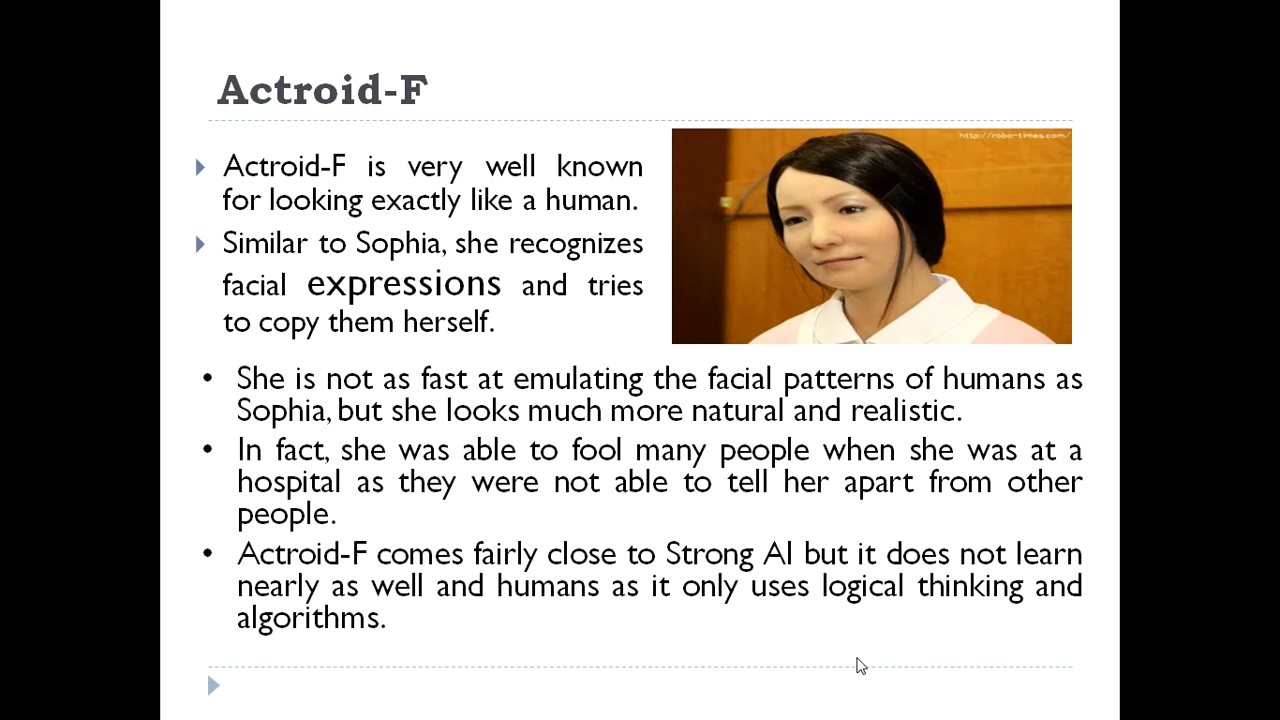 Actroid-F
http://robo-times.com/
Actroid-F is very well known
for looking exactly like a human.
Similar to Sophia, she recognizes
facial expressions and tries
to copy them herself.
• She is not as fast at emulating the facial patterns of humans as
Sophia, but she looks much more natural and realistic.
• In fact, she was able to fool many people when she was at a
hospital as they were not able to tell her apart from other
people.
• Actroid-F comes fairly close to Strong AI but it does not learn
nearly as well and humans as it only uses logical thinking and
algorithms.